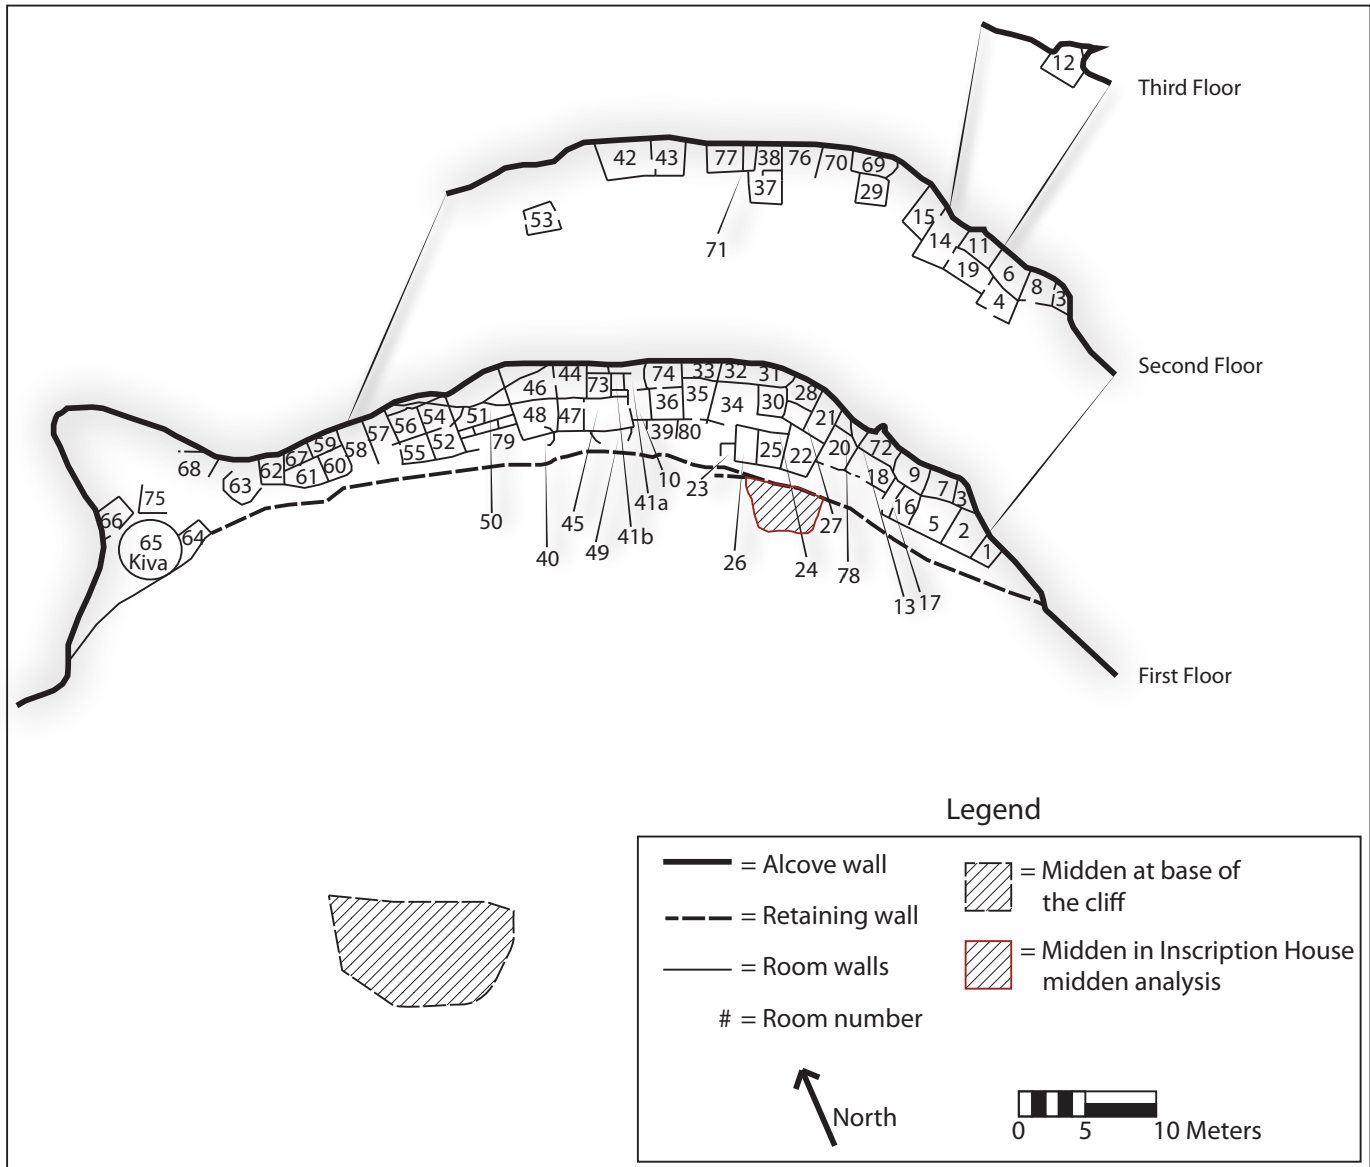 12
Third Floor
42 43 77 38 76 70 69
37 29
53
71
15
14 11
19 6
4 8 3
Second Floor
44 73 74 33 32 31
46 36 35 34 30 28
48 47 39 80 21
51 79
54 52
56 55
57 58
59 60
67 61
62 63
68
75
66
64
65
Kiva
25 22 20
72
18 9 7 3
16 5 2
1
50
40
45
49
41b
41a
10
23
26
24
27
78
13 17
First Floor
Legend
= Alcove wall
= Retaining wall
= Room walls
# = Room number
= Midden at base of
the cliff
= Midden in Inscription House
midden analysis
North
0 5 10 Meters